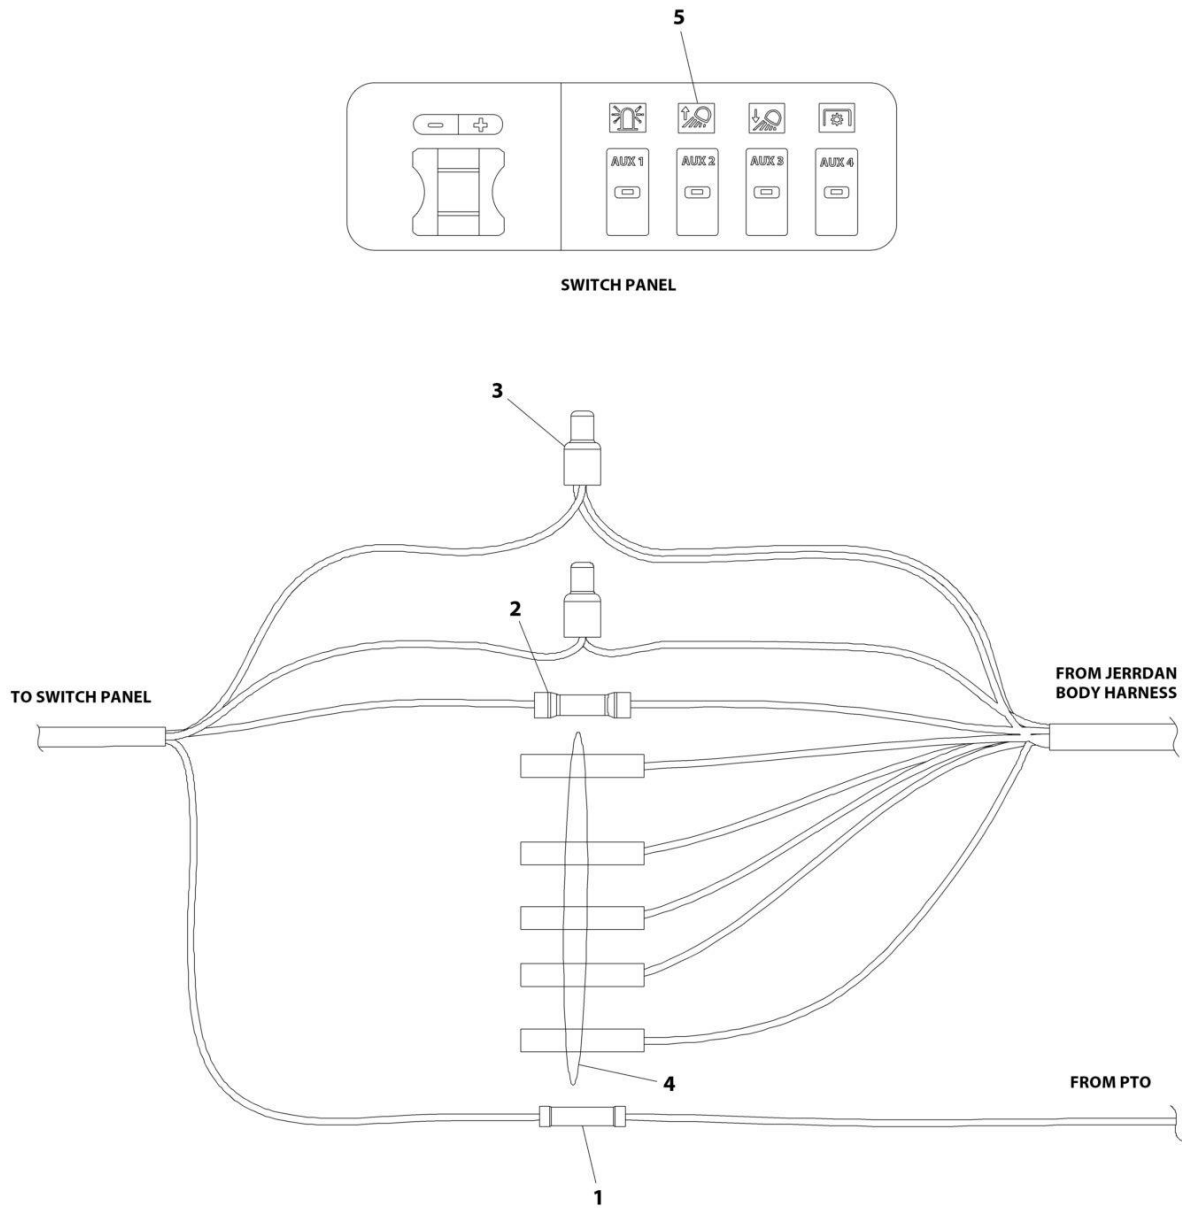 5
− +
AUX 1 AUX 2 AUX 3 AUX 4
SWITCH PANEL
3
2
TO SWITCH PANEL
FROM JERRDAN
BODY HARNESS
4
FROM PTO
1